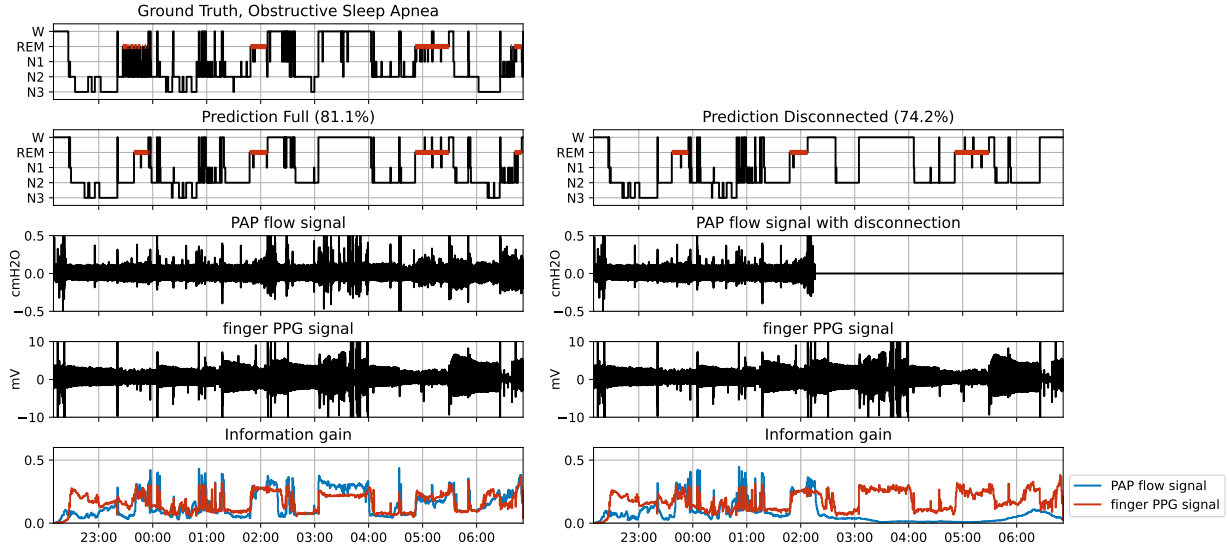 Ground Truth, Obstructive Sleep Apnea
W
REM
N1
N2
N3
Prediction Full (81.1%)
W
REM
N1
N2
N3
Prediction Disconnected (74.2%)
W
REM
N1
N2
N3
PAP flow signal
0.5
0.0
−0.5
cmH2O
PAP flow signal with disconnection
0.5
0.0
−0.5
cmH2O
finger PPG signal
10
0
−10
mV
finger PPG signal
10
0
−10
mV
Information gain
0.5
0.0
23:00 00:00 01:00 02:00 03:00 04:00 05:00 06:00
Information gain
0.5
0.0
23:00 00:00 01:00 02:00 03:00 04:00 05:00 06:00
PAP flow signal
finger PPG signal